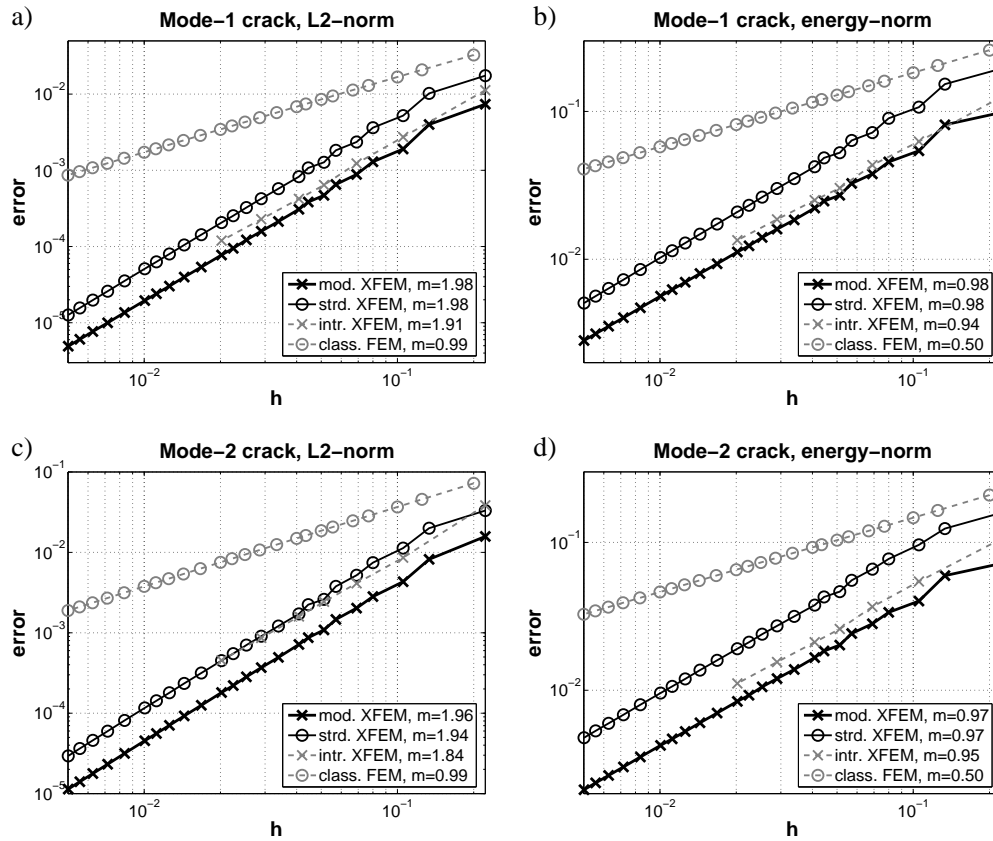 a)
Mode−1 crack, L2−norm
error
10−2
10−3
10−4
10−5
mod. XFEM, m=1.98
strd. XFEM, m=1.98
intr. XFEM, m=1.91
class. FEM, m=0.99
10−2
10−1
h
b)
Mode−1 crack, energy−norm
error
10−1
10−2
mod. XFEM, m=0.98
strd. XFEM, m=0.98
intr. XFEM, m=0.94
class. FEM, m=0.50
10−2
10−1
h
c)
Mode−2 crack, L2−norm
error
10−1
10−2
10−3
10−4
10−5
mod. XFEM, m=1.96
strd. XFEM, m=1.94
intr. XFEM, m=1.84
class. FEM, m=0.99
10−2
10−1
h
d)
Mode−2 crack, energy−norm
error
10−1
10−2
mod. XFEM, m=0.97
strd. XFEM, m=0.97
intr. XFEM, m=0.95
class. FEM, m=0.50
10−2
10−1
h